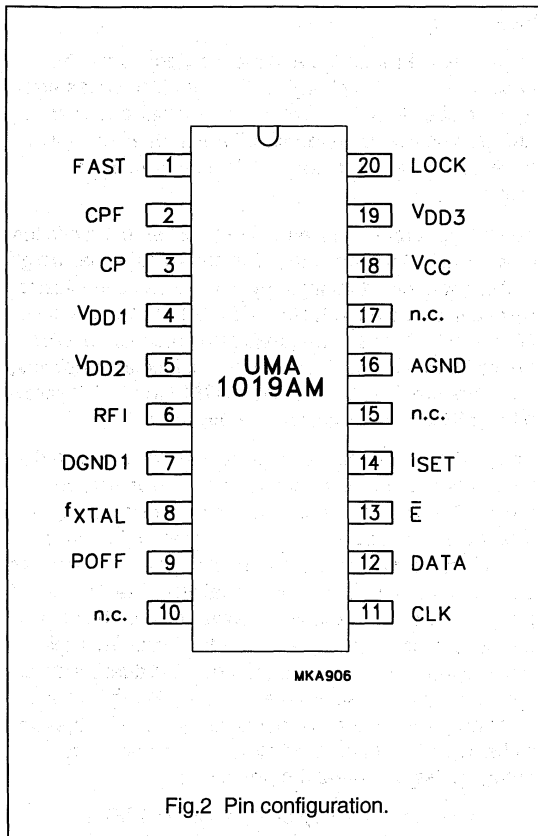 FAST 1 20 LOCK
CPF 2 19 VDD3
CP 3 18 VCC
VDD1 4 17 n.c.
VDD2 5 16 AGND
UMA
1019AM
RFI 6 15 n.c.
DGND1 7 14 ISET
fXTAL 8 13 E̅
POFF 9 12 DATA
n.c. 10 11 CLK
MKA906
Fig.2 Pin configuration.